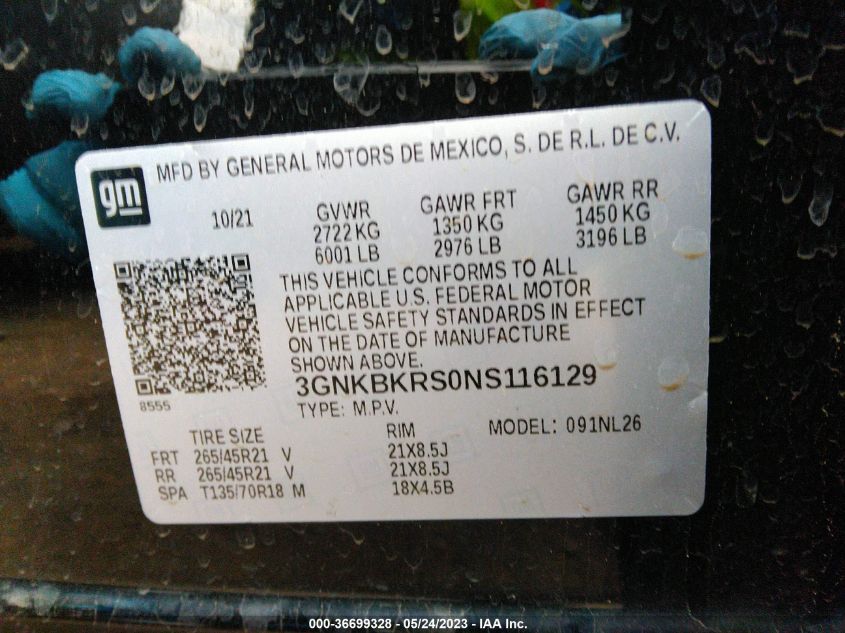 MFD BY GENERAL MOTORS DE MEXICO, S. DE R.L. DE C.V.
gm
10/21 GVWR GAWR FRT GAWR RR
2722 KG 1350 KG 1450 KG
6001 LB 2976 LB 3196 LB
THIS VEHICLE CONFORMS TO ALL
APPLICABLE U.S. FEDERAL MOTOR
VEHICLE SAFETY STANDARDS IN EFFECT
ON THE DATE OF MANUFACTURE
SHOWN ABOVE.
3GNKBKRS0NS116129
8555
TYPE: M.P.V.
TIRE SIZE RIM MODEL: 091NL26
FRT 265/45R21 V 21X8.5J
RR 265/45R21 V 21X8.5J
SPA T135/70R18 M 18X4.5B
000-36699328 - 05/24/2023 - IAA Inc.